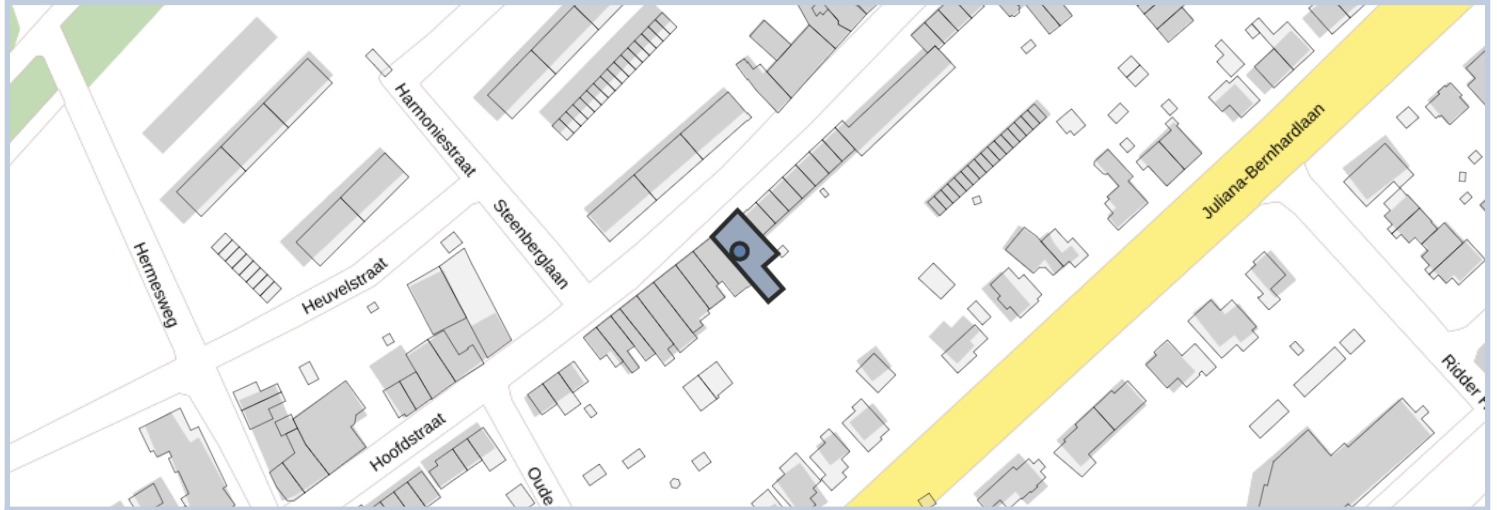 Harmoniestraat
Juliana-Bernhardlaan
Steenberglaan
Hermesweg
Heuvelstraat
Ridder
Hoofdstraat
Oude